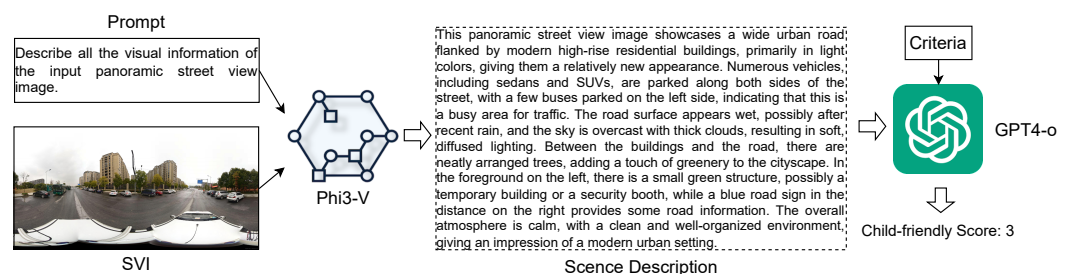 Prompt
Describe all the visual information of
the input panoramic street view
image.
SVI
Phi3-V
This panoramic street view image showcases a wide urban road
flanked by modern high-rise residential buildings, primarily in light
colors, giving them a relatively new appearance. Numerous vehicles,
including sedans and SUVs, are parked along both sides of the
street, with a few buses parked on the left side, indicating that this is
a busy area for traffic. The road surface appears wet, possibly after
recent rain, and the sky is overcast with thick clouds, resulting in soft,
diffused lighting. Between the buildings and the road, there are
neatly arranged trees, adding a touch of greenery to the cityscape. In
the foreground on the left, there is a small green structure, possibly a
temporary building or a security booth, while a blue road sign in the
distance on the right provides some road information. The overall
atmosphere is calm, with a clean and well-organized environment,
giving an impression of a modern urban setting.
Scence Description
Criteria
GPT4-o
Child-friendly Score: 3